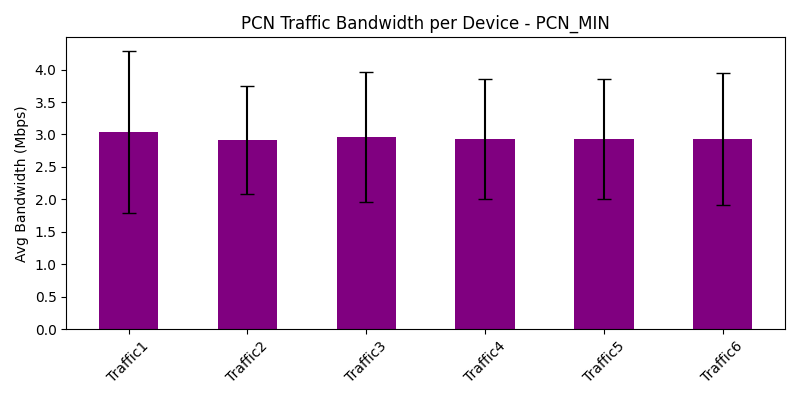 PCN Traffic Bandwidth per Device - PCN_MIN
Avg Bandwidth (Mbps)
4.0
3.5
3.0
2.5
2.0
1.5
1.0
0.5
0.0
Traffic1
Traffic2
Traffic3
Traffic4
Traffic5
Traffic6